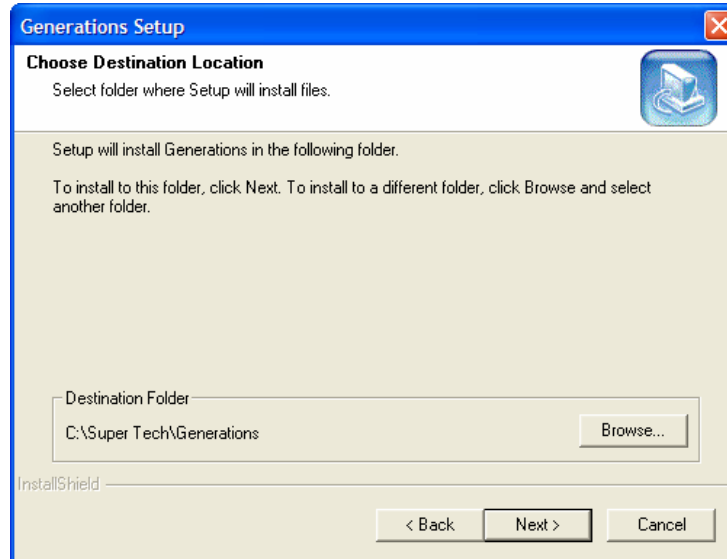 Generations Setup
Choose Destination Location
Select folder where Setup will install files.
Setup will install Generations in the following folder.
To install to this folder, click Next. To install to a different folder, click Browse and select
another folder.
Destination Folder
C:\Super Tech\Generations
Browse...
InstallShield
< Back
Next >
Cancel